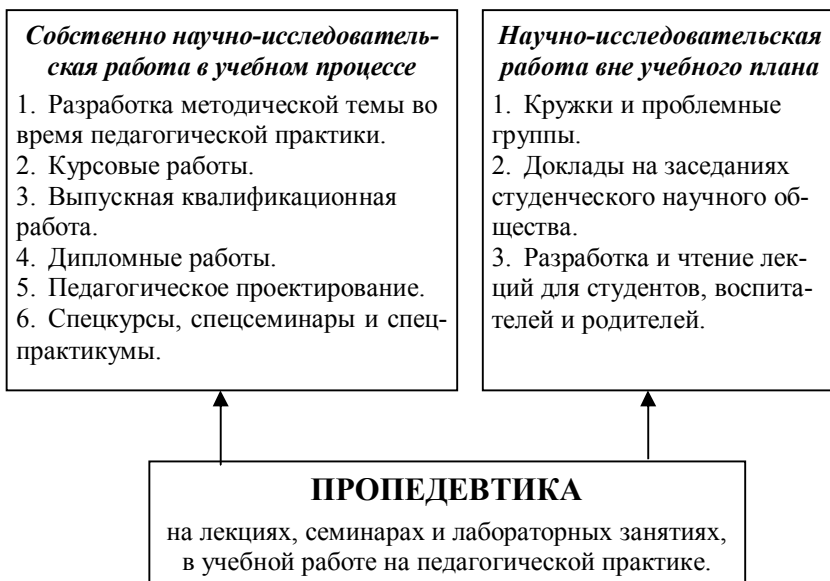 Собственно научно-исследователь-
ская работа в учебном процессе
1. Разработка методической темы во
время педагогической практики.
2. Курсовые работы.
3. Выпускная квалификационная
работа.
4. Дипломные работы.
5. Педагогическое проектирование.
6. Спецкурсы, спецсеминары и спец-
практикумы.
Научно-исследовательская
работа вне учебного плана
1. Кружки и проблемные
группы.
2. Доклады на заседаниях
студенческого научного об-
щества.
3. Разработка и чтение лек-
ций для студентов, воспита-
телей и родителей.
ПРОПЕДЕВТИКА
на лекциях, семинарах и лабораторных занятиях,
в учебной работе на педагогической практике.